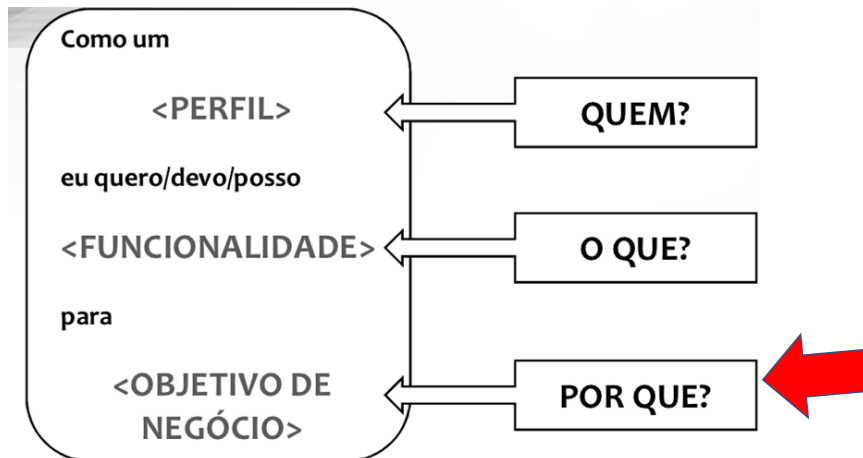 Como um
<PERFIL>
QUEM?
eu quero/devo/posso
<FUNCIONALIDADE>
O QUE?
para
<OBJETIVO DE
NEGÓCIO>
POR QUE?